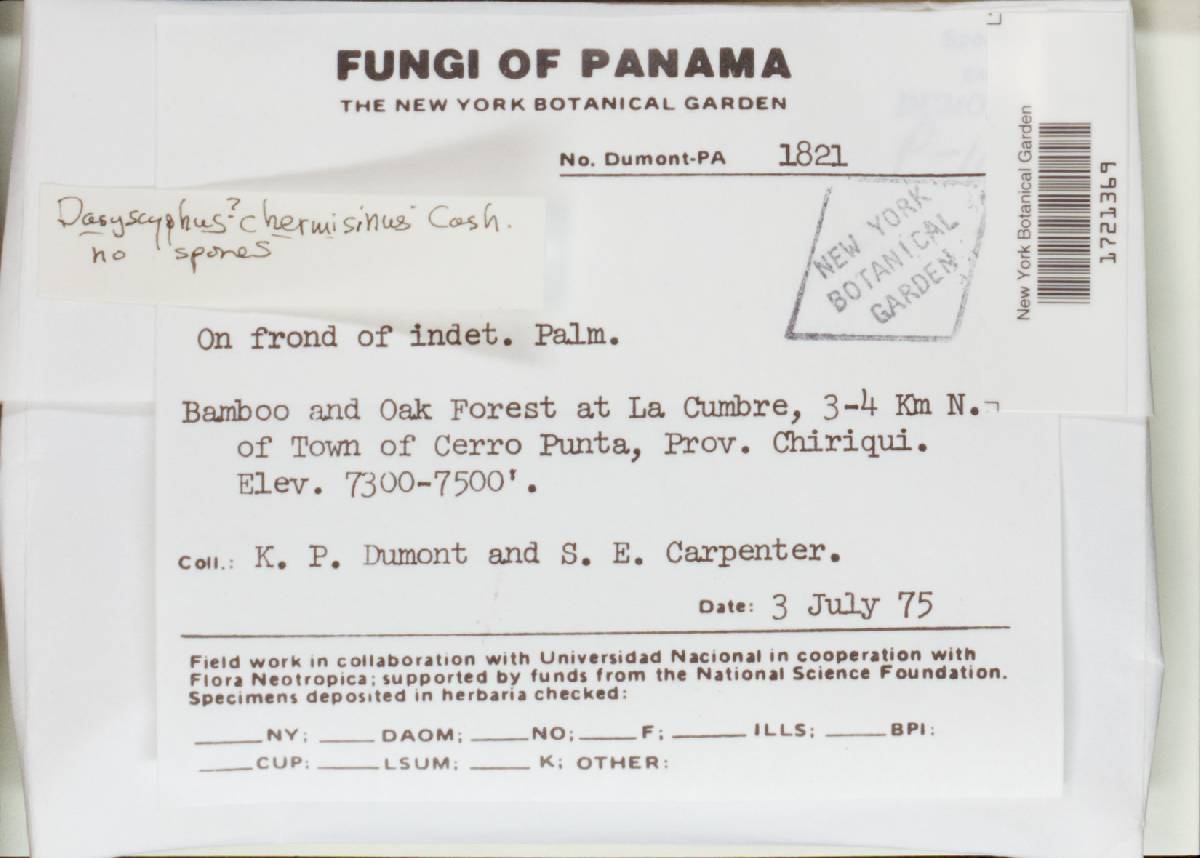 FUNGI OF PANAMA
THE NEW YORK BOTANICAL GARDEN
No. Dumont-PA 1821
Dasyscyphus? chermisinus Cash.
no spores
NEW YORK
BOTANICAL
GARDEN
New York Botanical Garden
1721369
On frond of indet. Palm.
Bamboo and Oak Forest at La Cumbre, 3-4 Km N.
of Town of Cerro Punta, Prov. Chiriqui.
Elev. 7300-7500'.
Coll.: K. P. Dumont and S. E. Carpenter.
Date: 3 July 75
Field work in collaboration with Universidad Nacional in cooperation with
Flora Neotropica; supported by funds from the National Science Foundation.
Specimens deposited in herbaria checked:
_____NY; _____DAOM; _____NO; _____F; _____ILLS; _____BPI:
_____CUP: _____LSUM: _____K; OTHER: